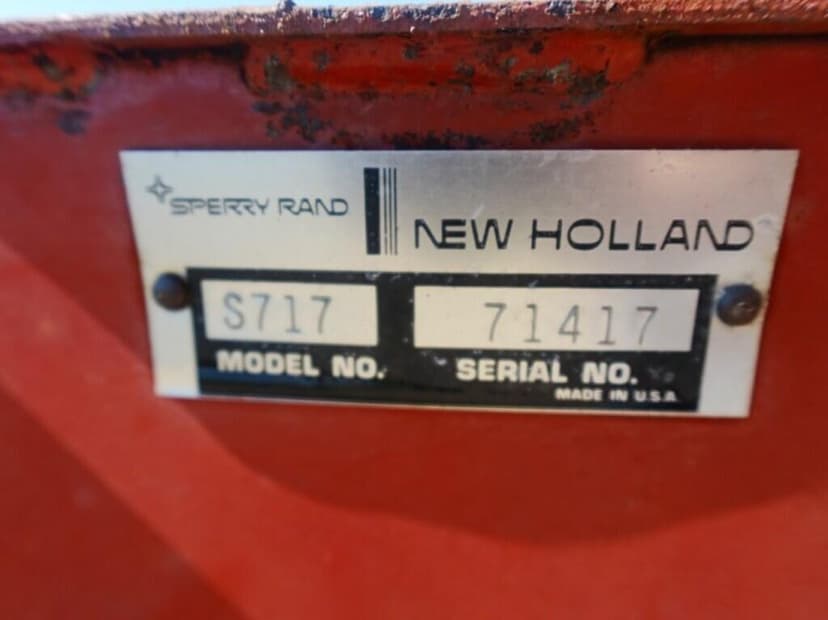 SPERRY RAND
NEW HOLLAND
S717 71417
MODEL NO. SERIAL NO.
MADE IN U.S.A.